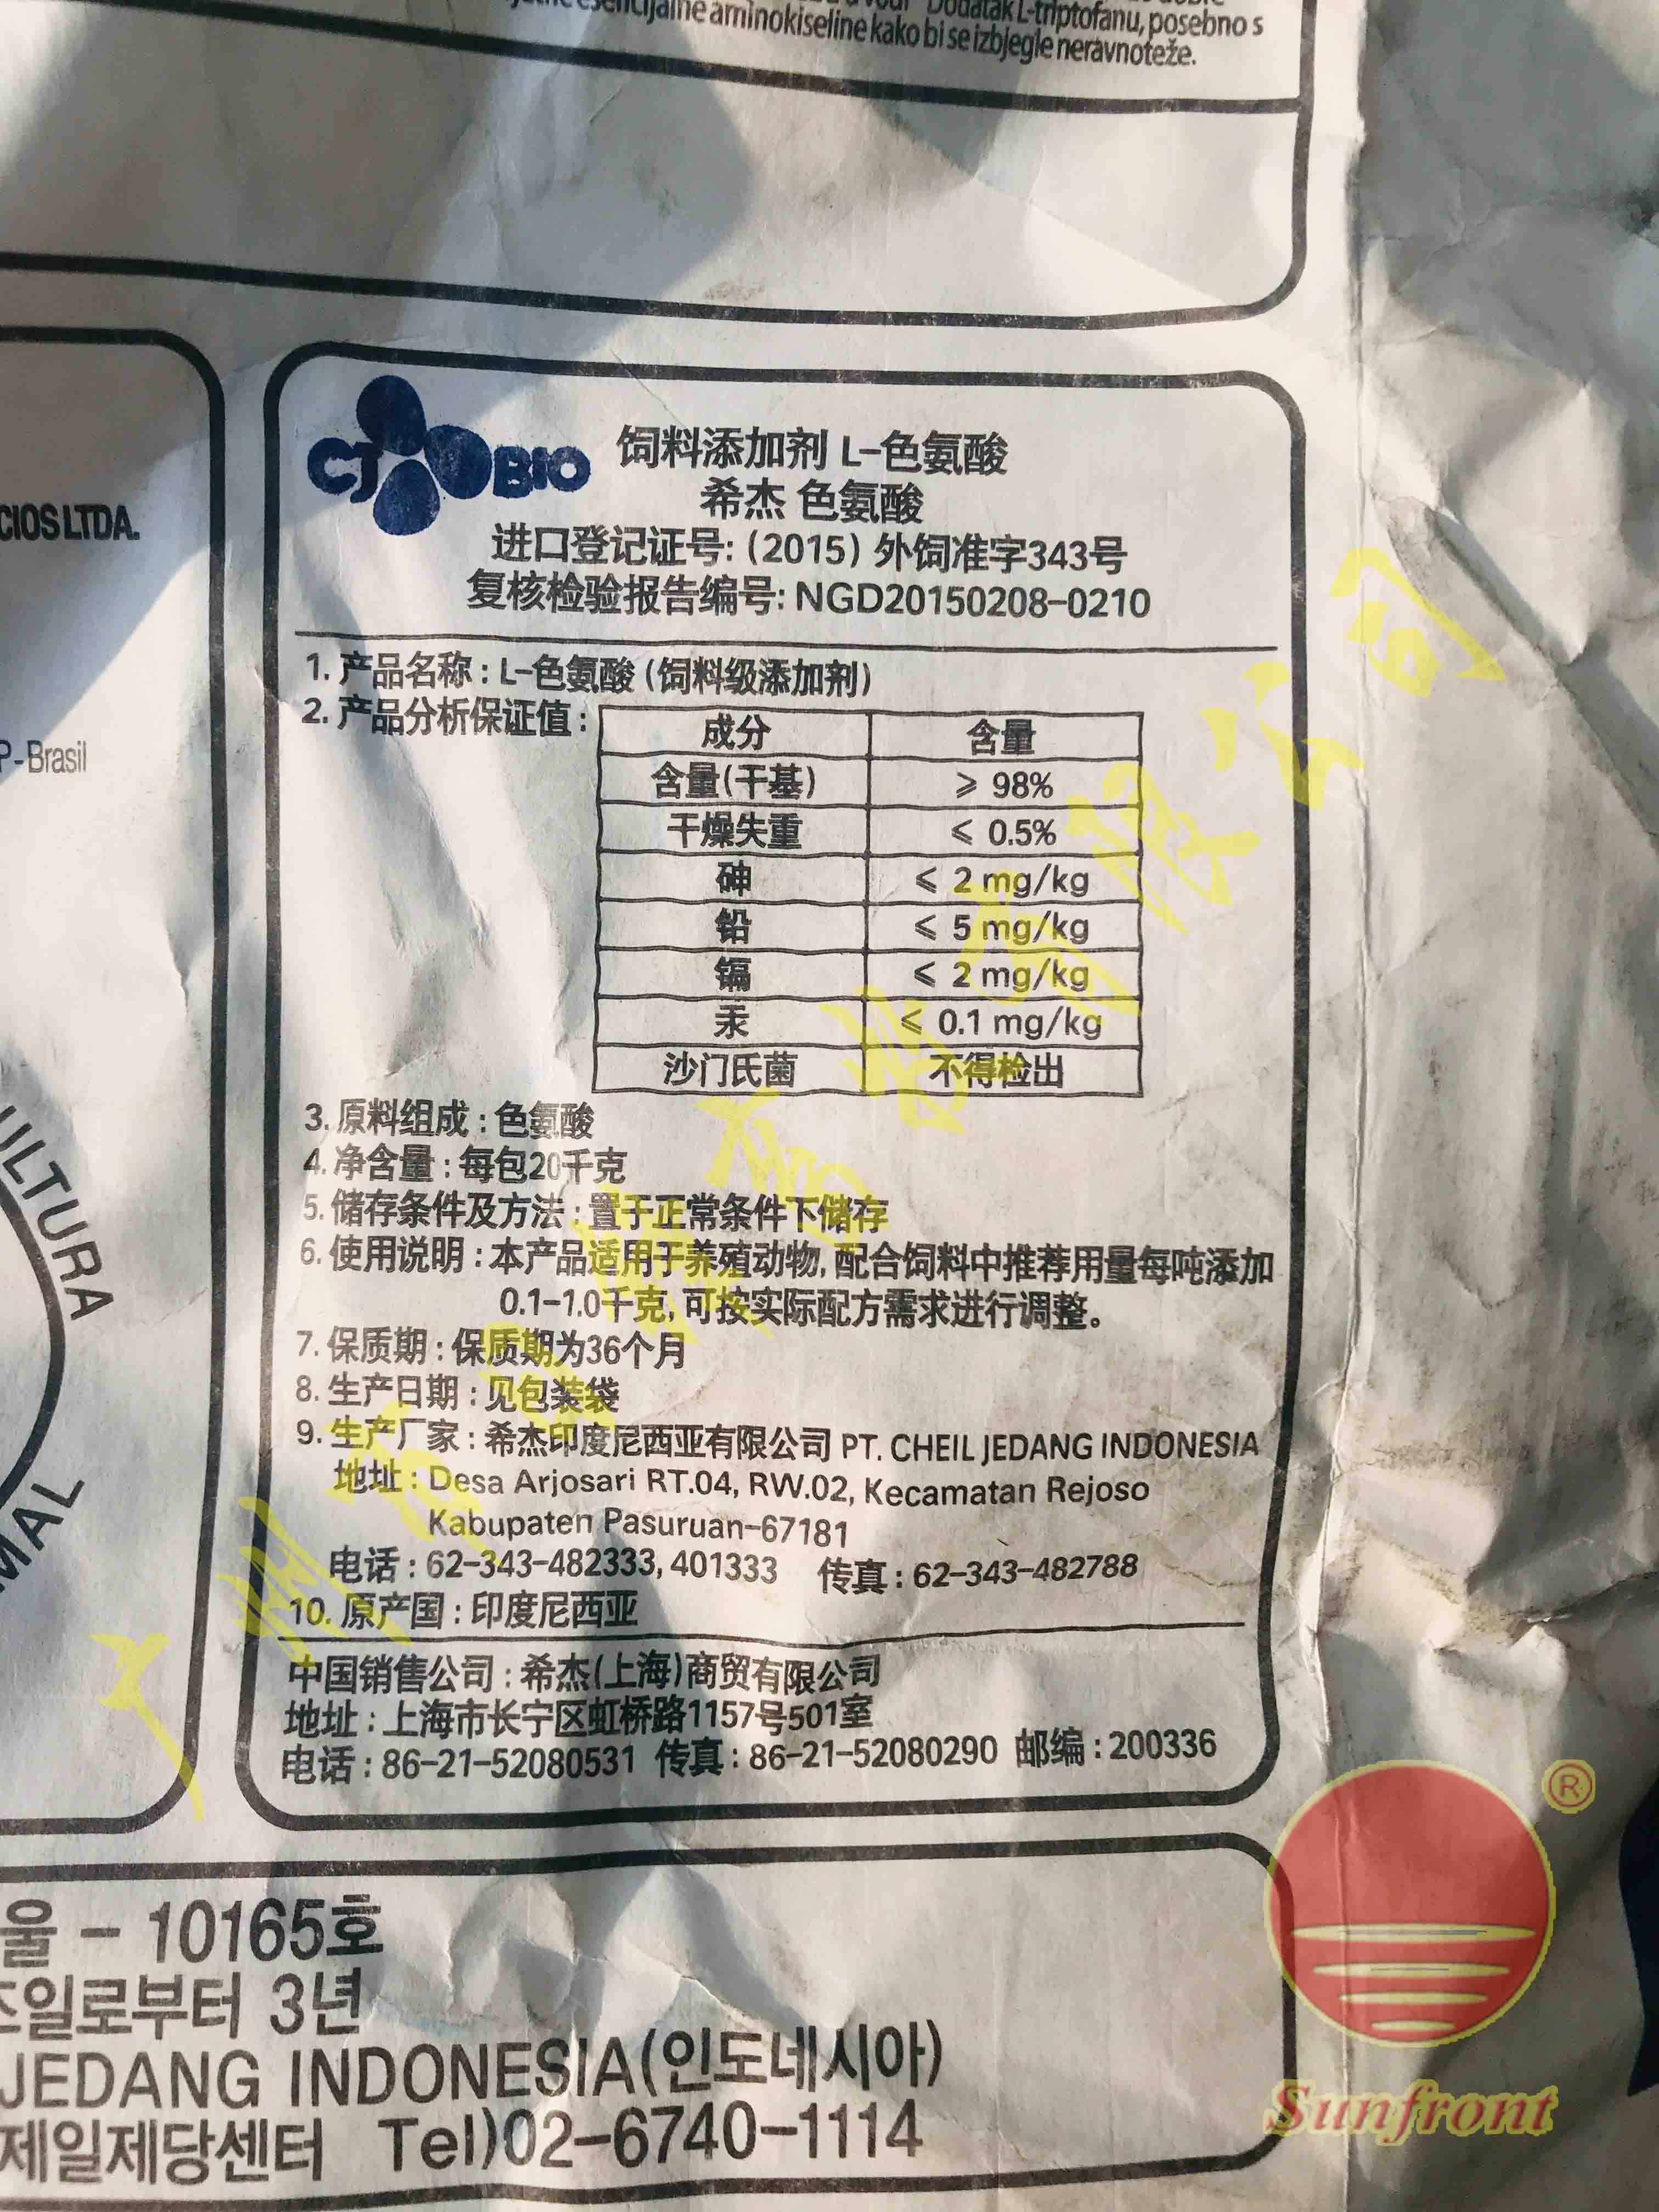 Dodatak L-triptofanu, posebno s
esencijalne aminokiseline kako bi se izbjegle neravnoteže.
CIOS LTDA.
P-Brasil
ULTURA
MAL
CJ BIO
饲料添加剂 L-色氨酸
希杰 色氨酸
进口登记证号: (2015) 外饲准字343号
复核检验报告编号: NGD20150208-0210
1. 产品名称 : L-色氨酸 (饲料级添加剂)
2. 产品分析保证值 :
成分 含量
含量(干基) ≥ 98%
干燥失重 ≤ 0.5%
砷 ≤ 2 mg/kg
铅 ≤ 5 mg/kg
镉 ≤ 2 mg/kg
汞 ≤ 0.1 mg/kg
沙门氏菌 不得检出
3. 原料组成 : 色氨酸
4. 净含量 : 每包20千克
5. 储存条件及方法 : 置于正常条件下储存
6. 使用说明 : 本产品适用于养殖动物, 配合饲料中推荐用量每吨添加
0.1-1.0千克, 可按实际配方需求进行调整。
7. 保质期 : 保质期为36个月
8. 生产日期 : 见包装袋
9. 生产厂家 : 希杰印度尼西亚有限公司 PT. CHEIL JEDANG INDONESIA
地址 : Desa Arjosari RT.04, RW.02, Kecamatan Rejoso
Kabupaten Pasuruan-67181
电话 : 62-343-482333, 401333 传真 : 62-343-482788
10. 原产国 : 印度尼西亚
中国销售公司 : 希杰(上海)商贸有限公司
地址 : 上海市长宁区虹桥路1157号501室
电话 : 86-21-52080531 传真 : 86-21-52080290 邮编 : 200336
울 - 10165호
일로부터 3년
JEDANG INDONESIA(인도네시아)
제일제당센터 Tel)02-6740-1114
®
Sunfront